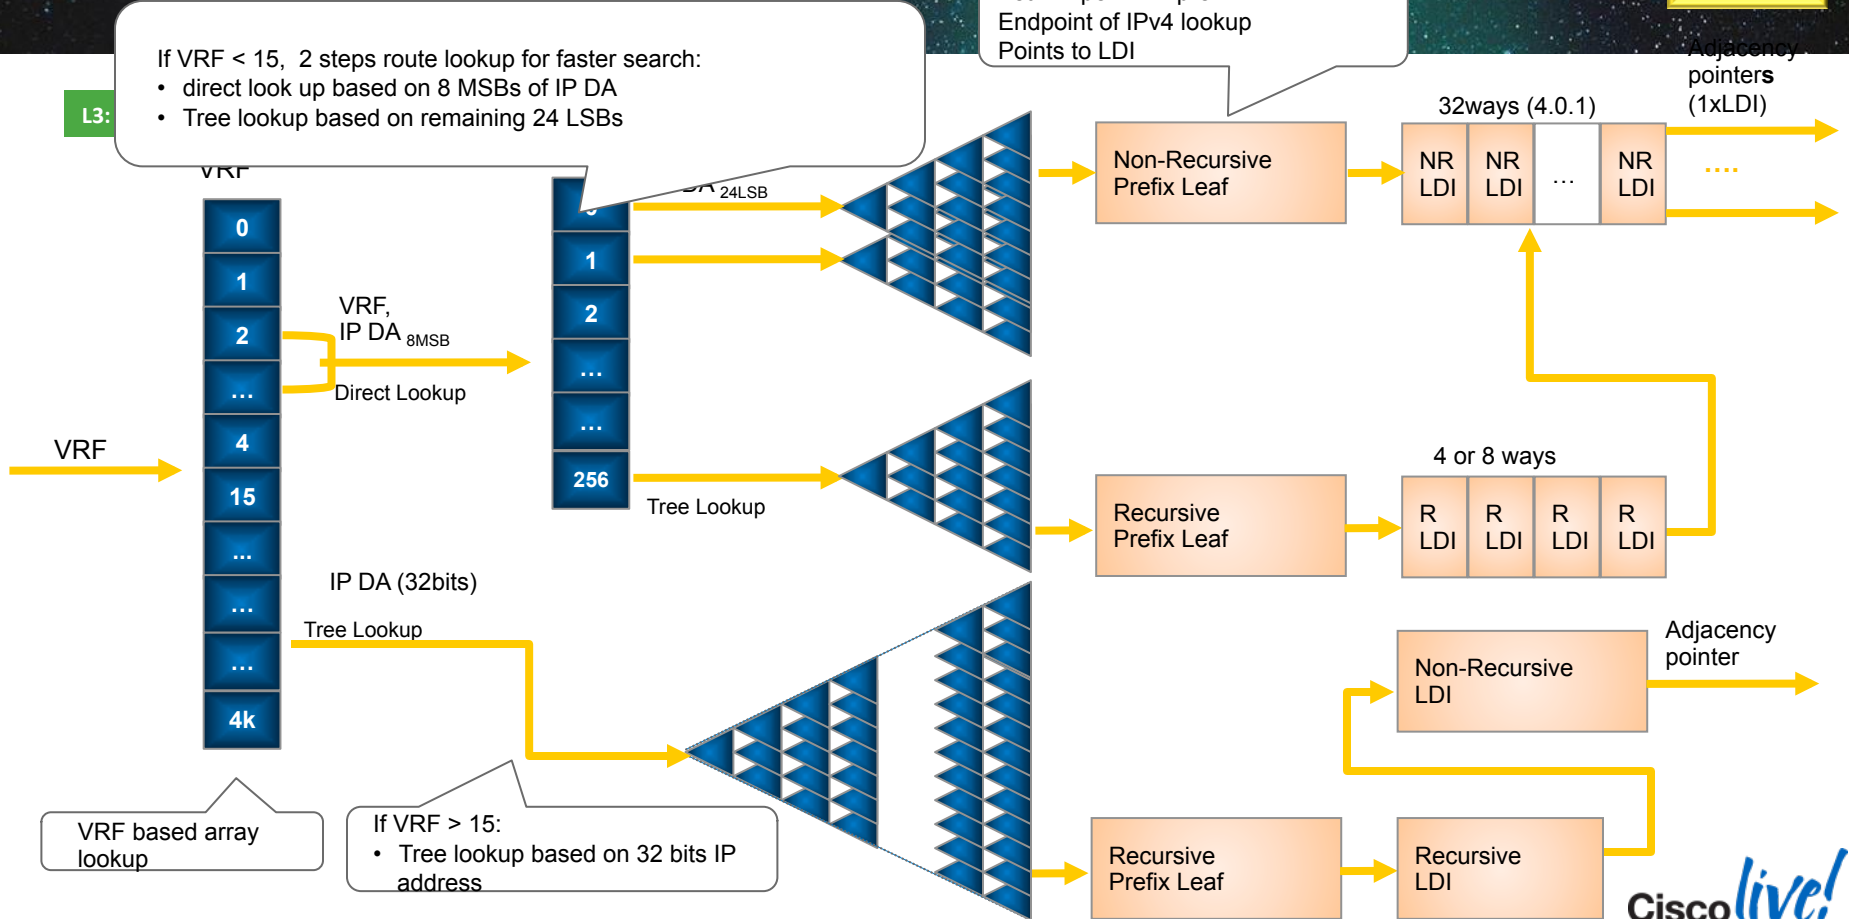 Endpoint of IPv4 lookup
Points to LDI
If VRF < 15, 2 steps route lookup for faster search:
• direct look up based on 8 MSBs of IP DA
• Tree lookup based on remaining 24 LSBs
L3:
VRF
Adjacency
pointers
(1xLDI)
32ways (4.0.1)
DA 24LSB
Non-Recursive
Prefix Leaf
NR
LDI
NR
LDI
...
NR
LDI
....
0
1
2
...
4
15
...
...
...
4k
VRF,
IP DA 8MSB
Direct Lookup
1
2
...
...
256
VRF
Tree Lookup
4 or 8 ways
Recursive
Prefix Leaf
R
LDI
R
LDI
R
LDI
R
LDI
IP DA (32bits)
Tree Lookup
Non-Recursive
LDI
Adjacency
pointer
VRF based array
lookup
If VRF > 15:
• Tree lookup based on 32 bits IP
address
Recursive
Prefix Leaf
Recursive
LDI
Cisco live!